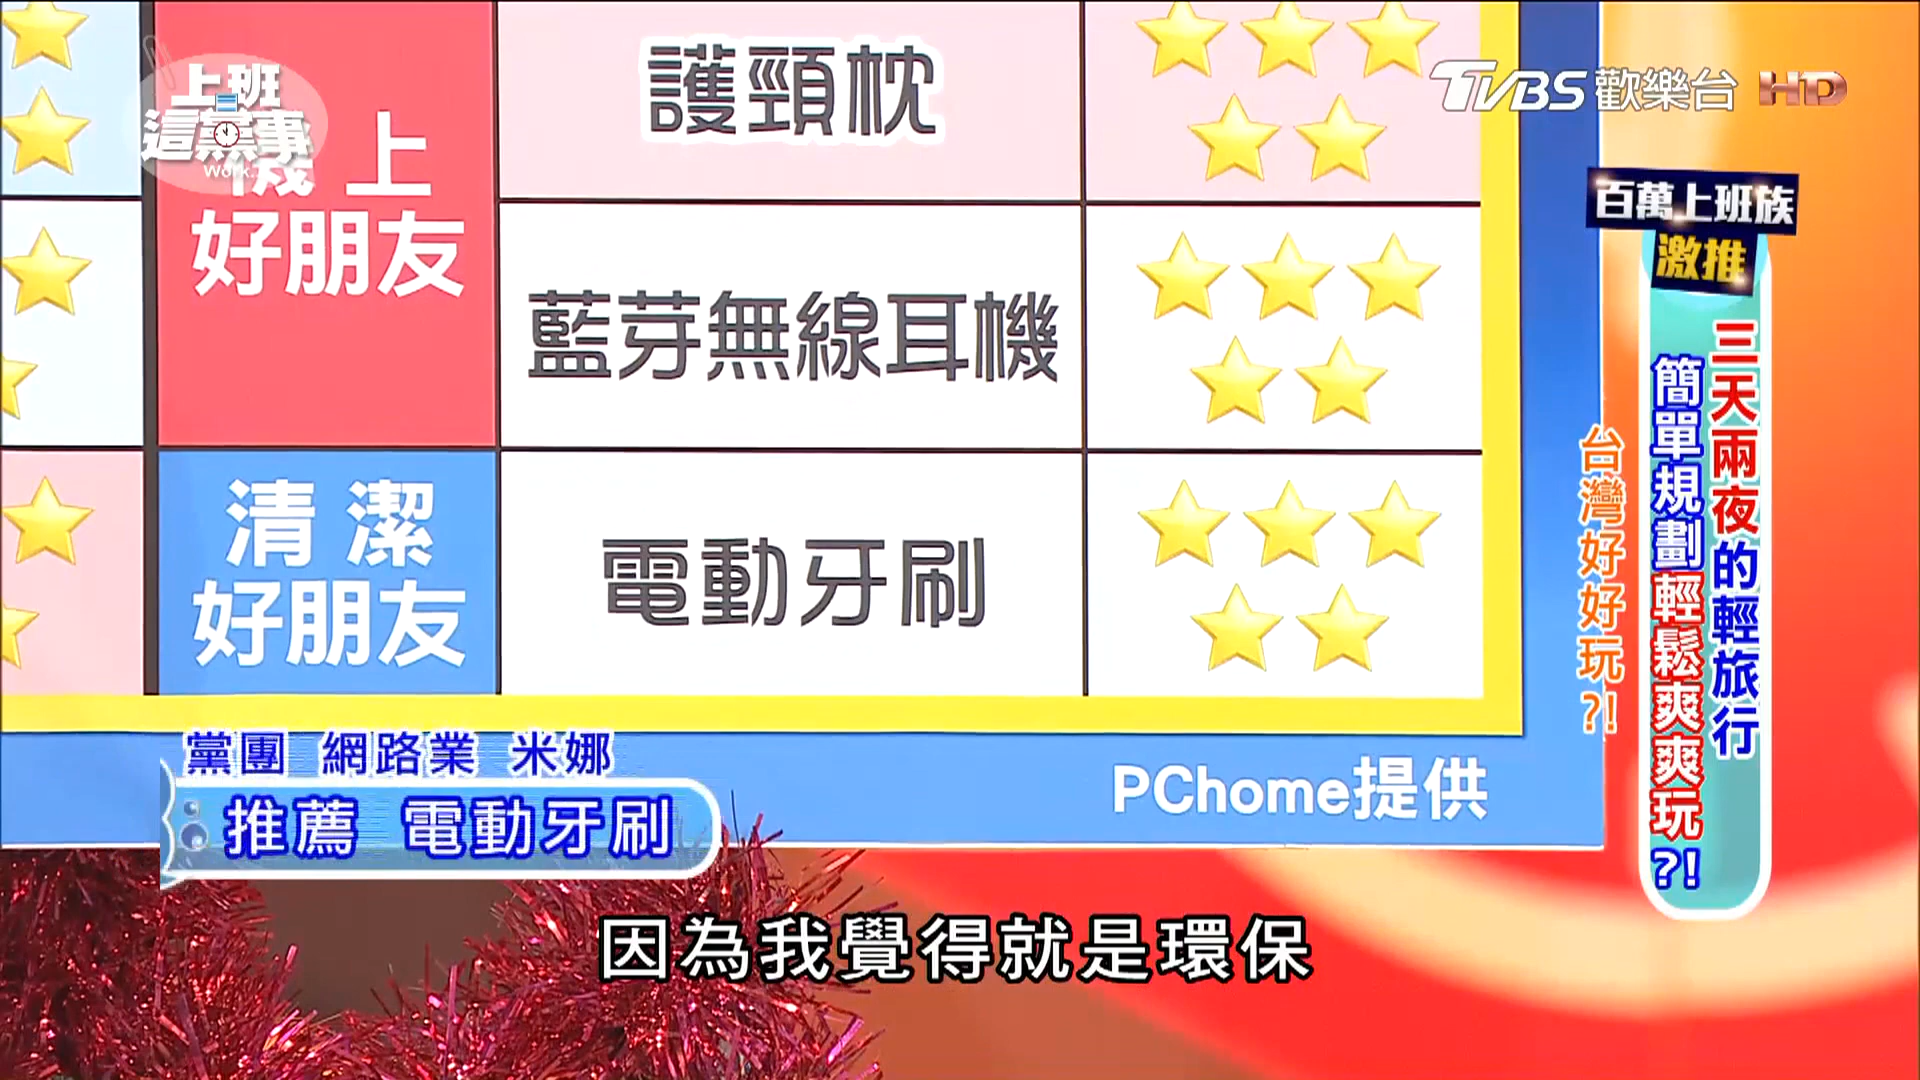 上班
這黨事
Work...
機上
好朋友
護頸枕
藍芽無線耳機
清潔
好朋友
電動牙刷
PChome提供
TVBS歡樂台 HD
百萬上班族
激推
三天兩夜的輕旅行
簡單規劃輕鬆爽爽玩?!
台灣好好玩?!
黨團 網路業 米娜
推薦 電動牙刷
因為我覺得就是環保